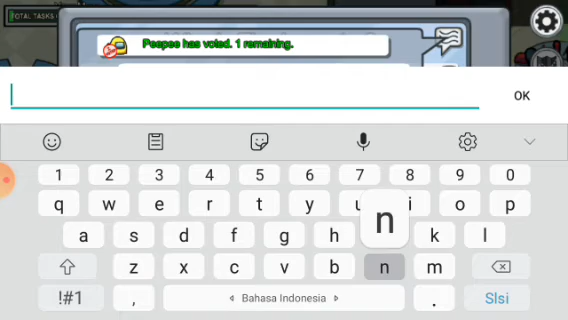 TOTAL TASKS
Peepee has voted. 1 remaining.
OK
1 2 3 4 5 6 7 8 9 0
q w e r t y u i o p
a s d f g h n k l
z x c v b n m
!#1 , Bahasa Indonesia . Slsi